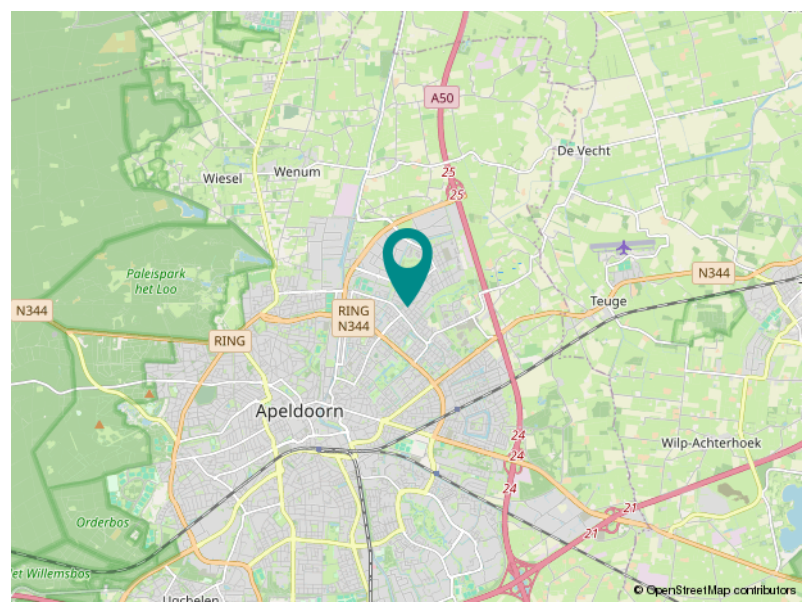 A50
De Vecht
25
Wiesel
Wenum
25
Paleispark
het Loo
N344
Teuge
N344
RING
N344
RING
Apeldoorn
24
24
Wilp-Achterhoek
24
21
21
Orderbos
et Willemsbos
Ugchelen
© OpenStreetMap contributors